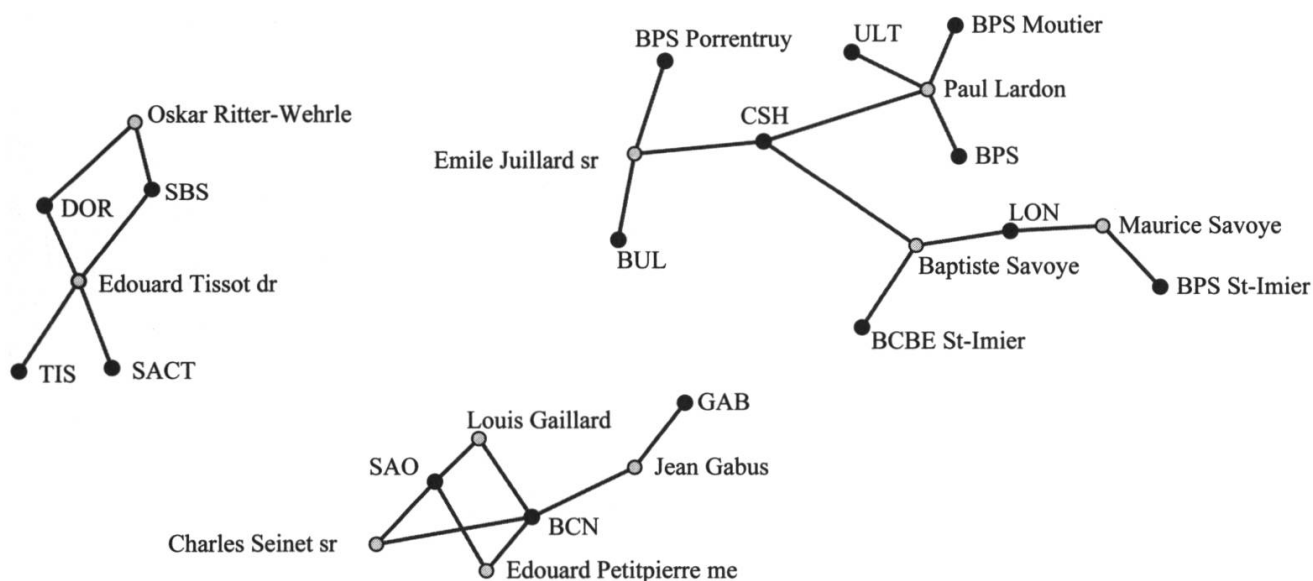 BPS Porrentruy
ULT
BPS Moutier
Paul Lardon
Oskar Ritter-Wehrle
CSH
Emile Juillard sr
BPS
DOR
SBS
LON
Maurice Savoye
BUL
Baptiste Savoye
Edouard Tissot dr
BPS St-Imier
BCBE St-Imier
TIS
SACT
GAB
Louis Gaillard
SAO
Jean Gabus
BCN
Charles Seinet sr
Edouard Petitpierre me